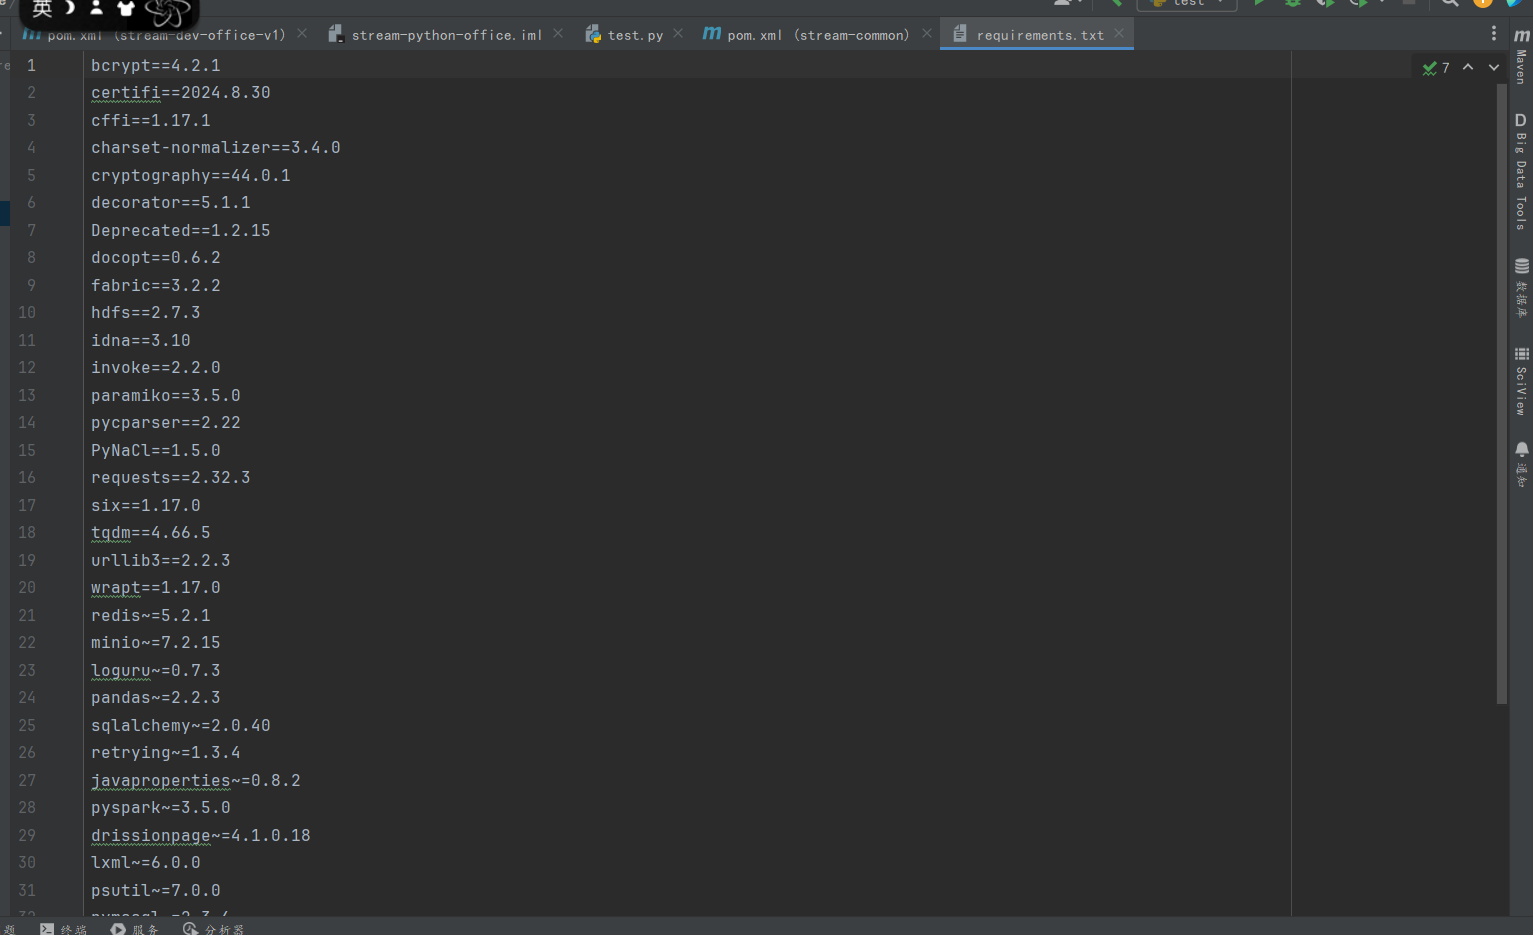 英
test
pom.xml (stream-dev-office-v1)
stream-python-office.iml
test.py
pom.xml (stream-common)
requirements.txt
7
1 bcrypt==4.2.1
2 certifi==2024.8.30
3 cffi==1.17.1
4 charset-normalizer==3.4.0
5 cryptography==44.0.1
6 decorator==5.1.1
7 Deprecated==1.2.15
8 docopt==0.6.2
9 fabric==3.2.2
10 hdfs==2.7.3
11 idna==3.10
12 invoke==2.2.0
13 paramiko==3.5.0
14 pycparser==2.22
15 PyNaCl==1.5.0
16 requests==2.32.3
17 six==1.17.0
18 tqdm==4.66.5
19 urllib3==2.2.3
20 wrapt==1.17.0
21 redis~=5.2.1
22 minio~=7.2.15
23 loguru~=0.7.3
24 pandas~=2.2.3
25 sqlalchemy~=2.0.40
26 retrying~=1.3.4
27 javaproperties~=0.8.2
28 pyspark~=3.5.0
29 drissionpage~=4.1.0.18
30 lxml~=6.0.0
31 psutil~=7.0.0
Maven
Big Data Tools
数据库
SciView
通知
题
终端
服务
分析器